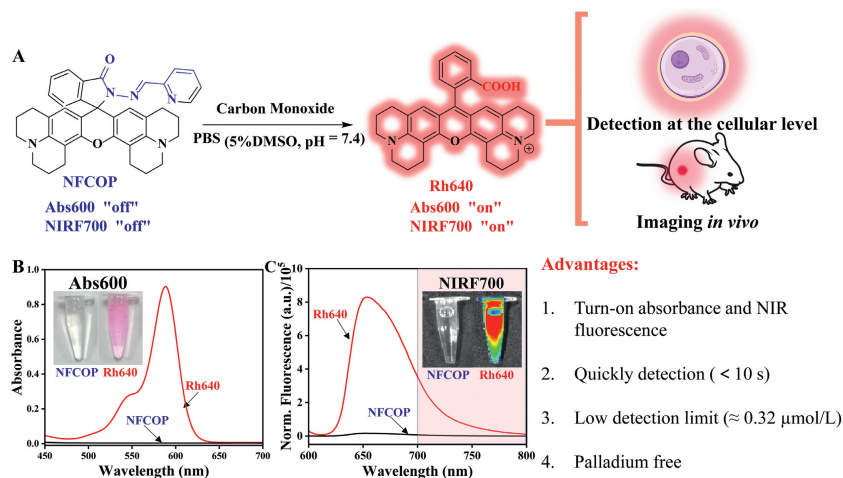 A
O
N
N
N
N
O
N
Carbon Monoxide
PBS (5%DMSO, pH = 7.4)
NFCOP
Abs600 "off"
NIRF700 "off"
COOH
N
O
N
⊕
Rh640
Abs600 "on"
NIRF700 "on"
Detection at the cellular level
Imaging in vivo
B
Abs600
NFCOP Rh640
Rh640
NFCOP
Absorbance
1.0
0.8
0.6
0.4
0.2
0.0
450 500 550 600 650 700
Wavelength (nm)
C
NIRF700
NFCOP Rh640
Rh640
NFCOP
Norm. Fluorescence (a.u.)/10⁵
10
8
6
4
2
0
600 650 700 750 800
Wavelength (nm)
Advantages:
1. Turn-on absorbance and NIR
fluorescence
2. Quickly detection ( < 10 s)
3. Low detection limit (≈ 0.32 μmol/L)
4. Palladium free